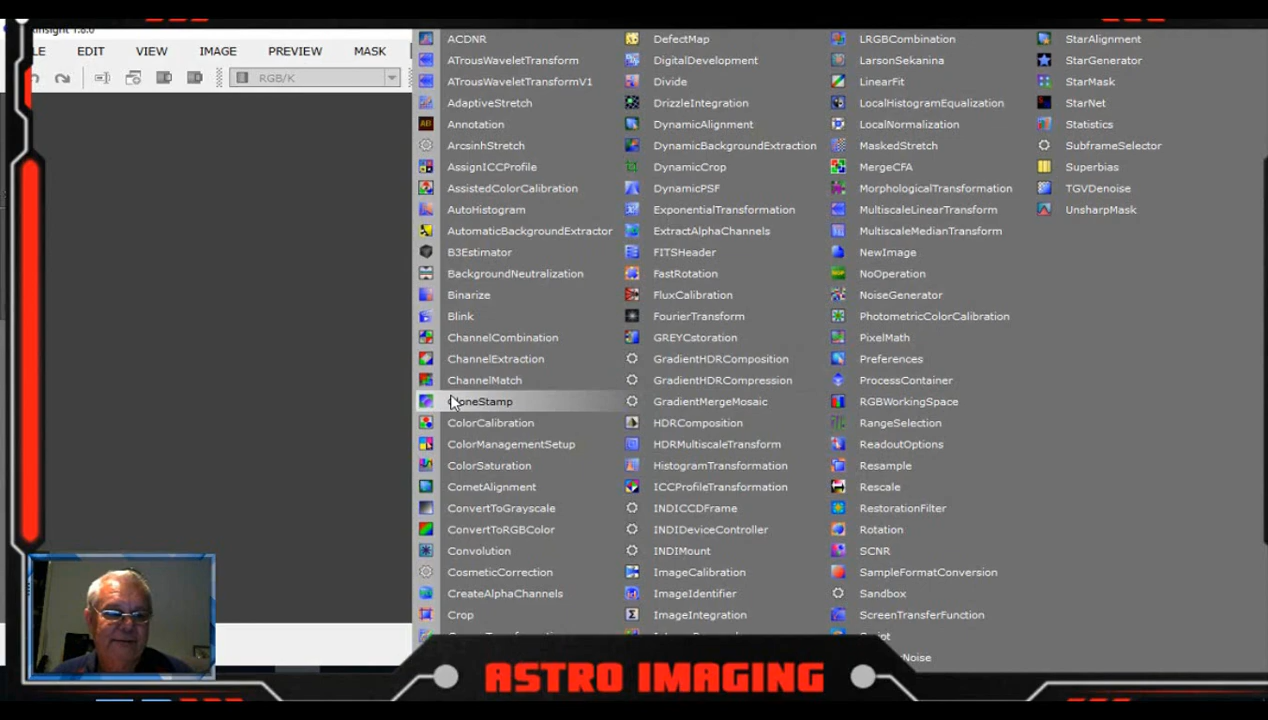 1.8.0
EDIT
VIEW
IMAGE
PREVIEW
MASK
RGB/K
ACDNR
ATrousWaveletTransform
ATrousWaveletTransformV1
AdaptiveStretch
Annotation
ArcsinhStretch
AssignICCProfile
AssistedColorCalibration
AutoHistogram
AutomaticBackgroundExtractor
B3Estimator
BackgroundNeutralization
Binarize
Blink
ChannelCombination
ChannelExtraction
ChannelMatch
CloneStamp
ColorCalibration
ColorManagementSetup
ColorSaturation
CometAlignment
ConvertToGrayscale
ConvertToRGBColor
Convolution
CosmeticCorrection
CreateAlphaChannels
Crop
DefectMap
DigitalDevelopment
Divide
DrizzleIntegration
DynamicAlignment
DynamicBackgroundExtraction
DynamicCrop
DynamicPSF
ExponentialTransformation
ExtractAlphaChannels
FITSHeader
FastRotation
FluxCalibration
FourierTransform
GREYCstoration
GradientHDRComposition
GradientHDRCompression
GradientMergeMosaic
HDRComposition
HDRMultiscaleTransform
HistogramTransformation
ICCProfileTransformation
INDICCDFrame
INDIDeviceController
INDIMount
ImageCalibration
ImageIdentifier
ImageIntegration
LRGBCombination
LarsonSekanina
LinearFit
LocalHistogramEqualization
LocalNormalization
MaskedStretch
MergeCFA
MorphologicalTransformation
MultiscaleLinearTransform
MultiscaleMedianTransform
NewImage
NoOperation
NoiseGenerator
PhotometricColorCalibration
PixelMath
Preferences
ProcessContainer
RGBWorkingSpace
RangeSelection
ReadoutOptions
Resample
Rescale
RestorationFilter
Rotation
SCNR
SampleFormatConversion
Sandbox
ScreenTransferFunction
Script
StarAlignment
StarGenerator
StarMask
StarNet
Statistics
SubframeSelector
Superbias
TGVDenoise
UnsharpMask
ASTRO IMAGING